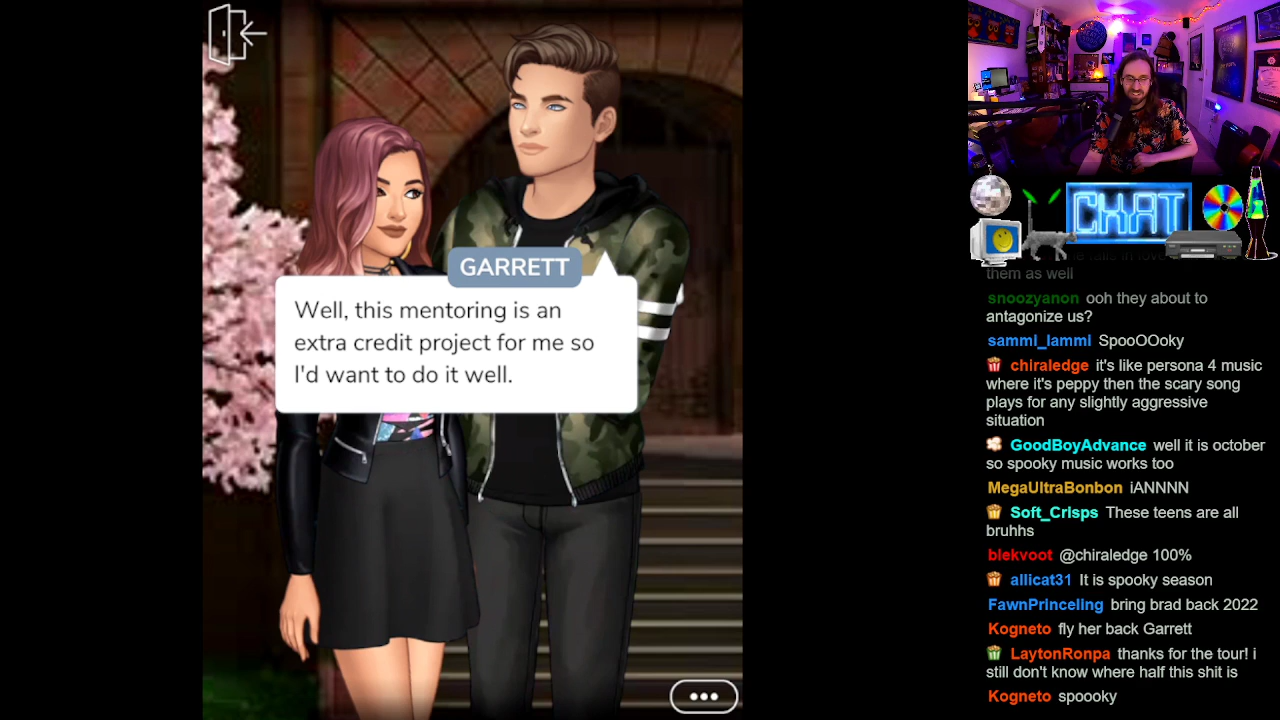 GARRETT
Well, this mentoring is an
extra credit project for me so
I'd want to do it well.
CHAT
them as well
snoozyanon ooh they about to
antagonize us?
sammi_lammi SpooOOoky
chiraledge it's like persona 4 music
where it's peppy then the scary song
plays for any slightly aggressive
situation
GoodBoyAdvance well it is october
so spooky music works too
MegaUltraBonbon iANNNN
Soft_Crisps These teens are all
bruhhs
blekvoot @chiraledge 100%
allicat31 It is spooky season
FawnPrinceling bring brad back 2022
Kogneto fly her back Garrett
LaytonRonpa thanks for the tour! i
still don't know where half this shit is
Kogneto spoooky